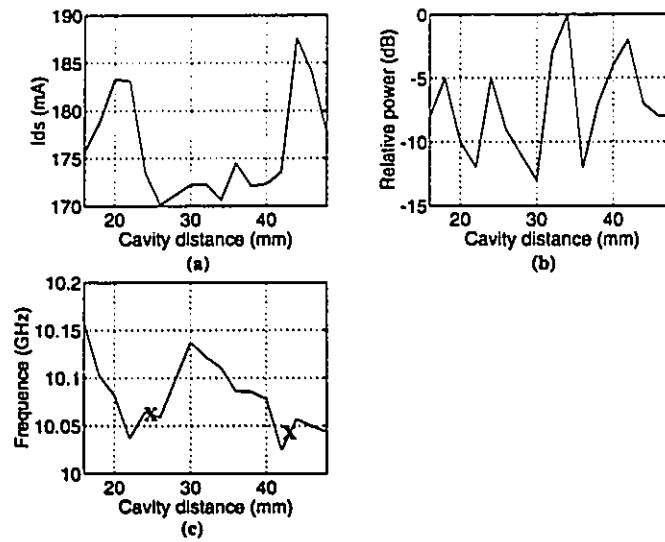 190
185
180
175
170
Ids (mA)
20 30 40
Cavity distance (mm)
(a)
-0
-5
-10
-15
Relative power (dB)
20 30 40
Cavity distance (mm)
(b)
10.2
10.15
10.1
10.05
10
Frequence (GHz)
X
X
20 30 40
Cavity distance (mm)
(c)